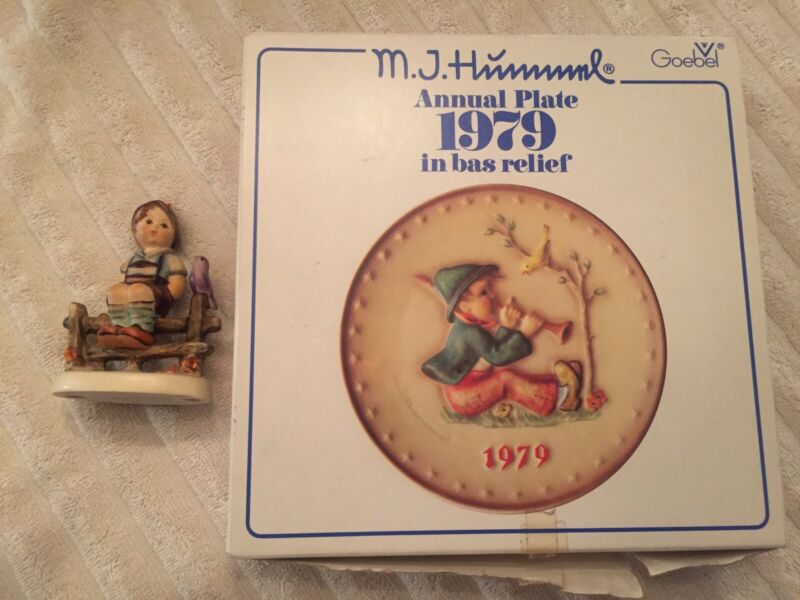 M.J.Hummel®
Goebel®
Annual Plate
1979
in bas relief
1979